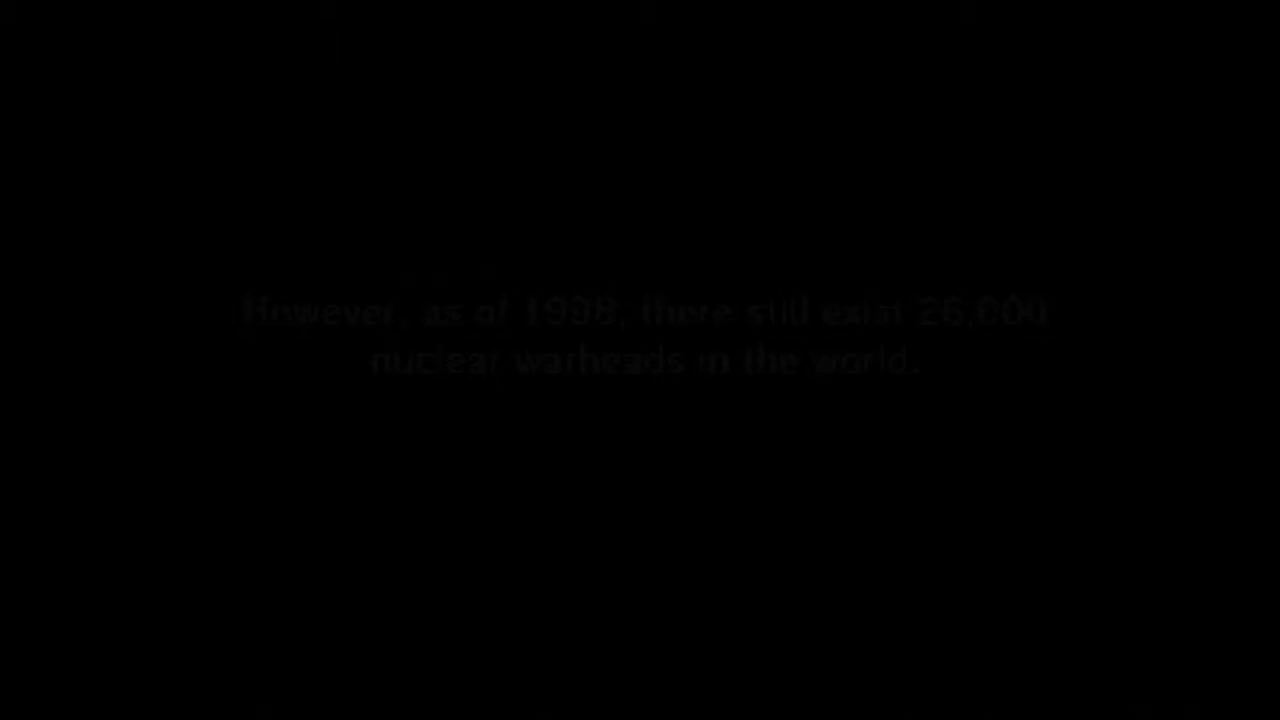 However, as of 1998, there still exist 26,000
nuclear warheads in the world.